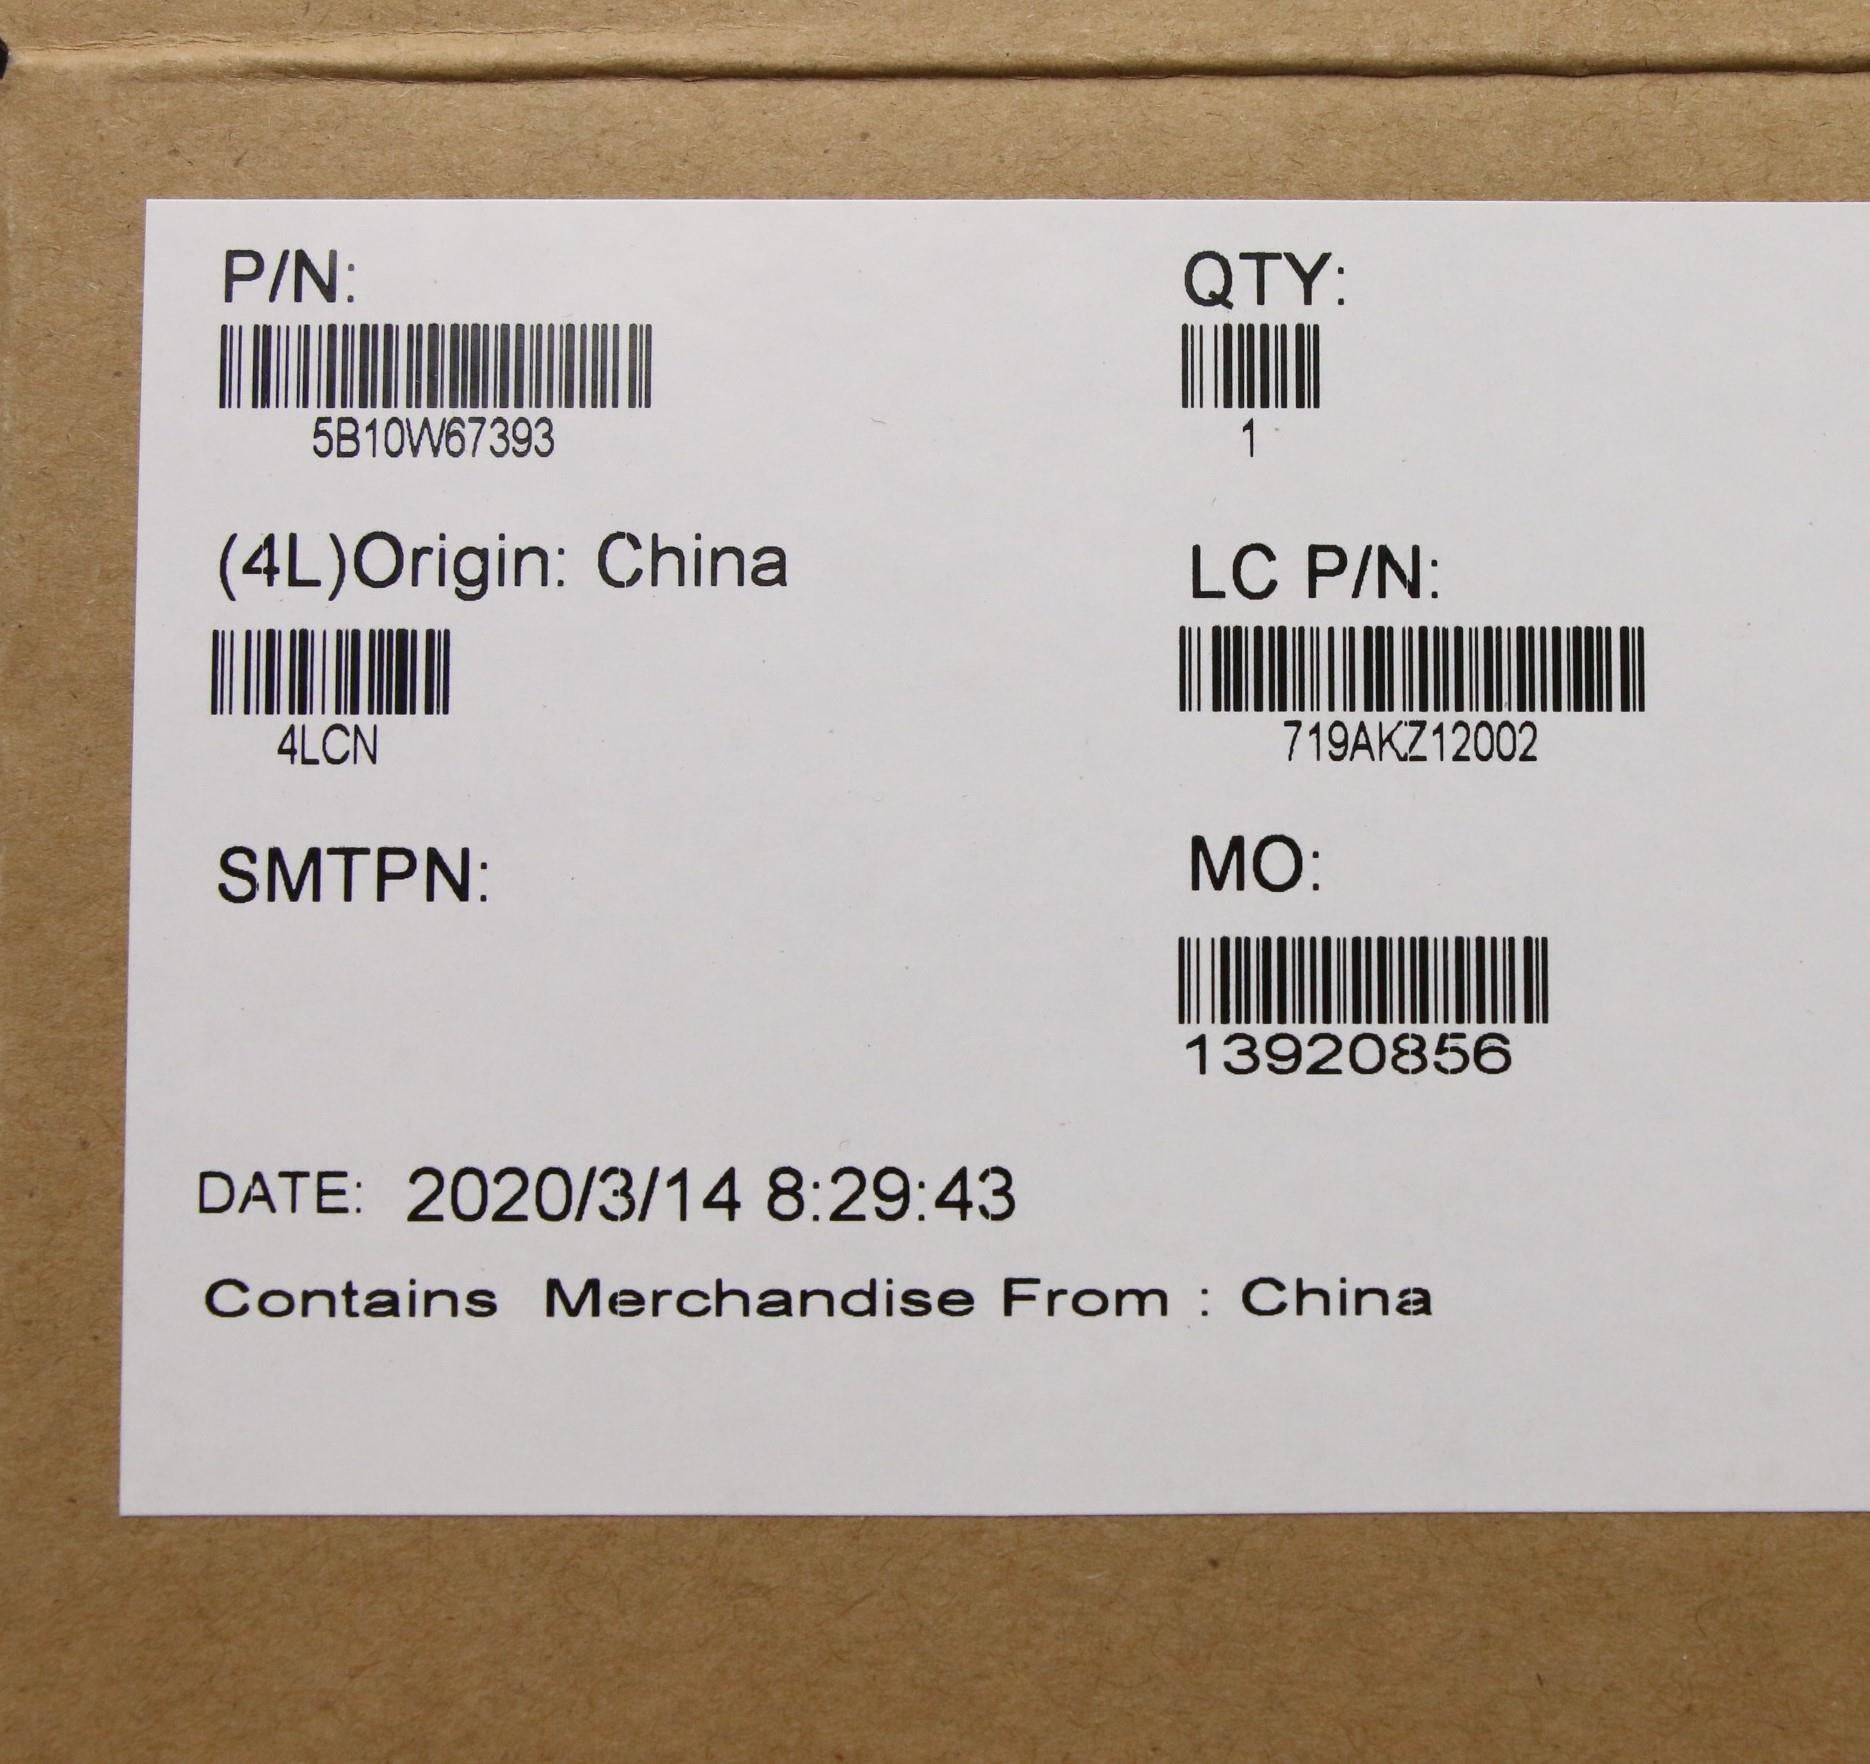 P/N:
5B10W67393
QTY:
1
(4L)Origin: China
4LCN
LC P/N:
719AKZ12002
SMTPN:
MO:
13920856
DATE: 2020/3/14 8:29:43
Contains Merchandise From : China